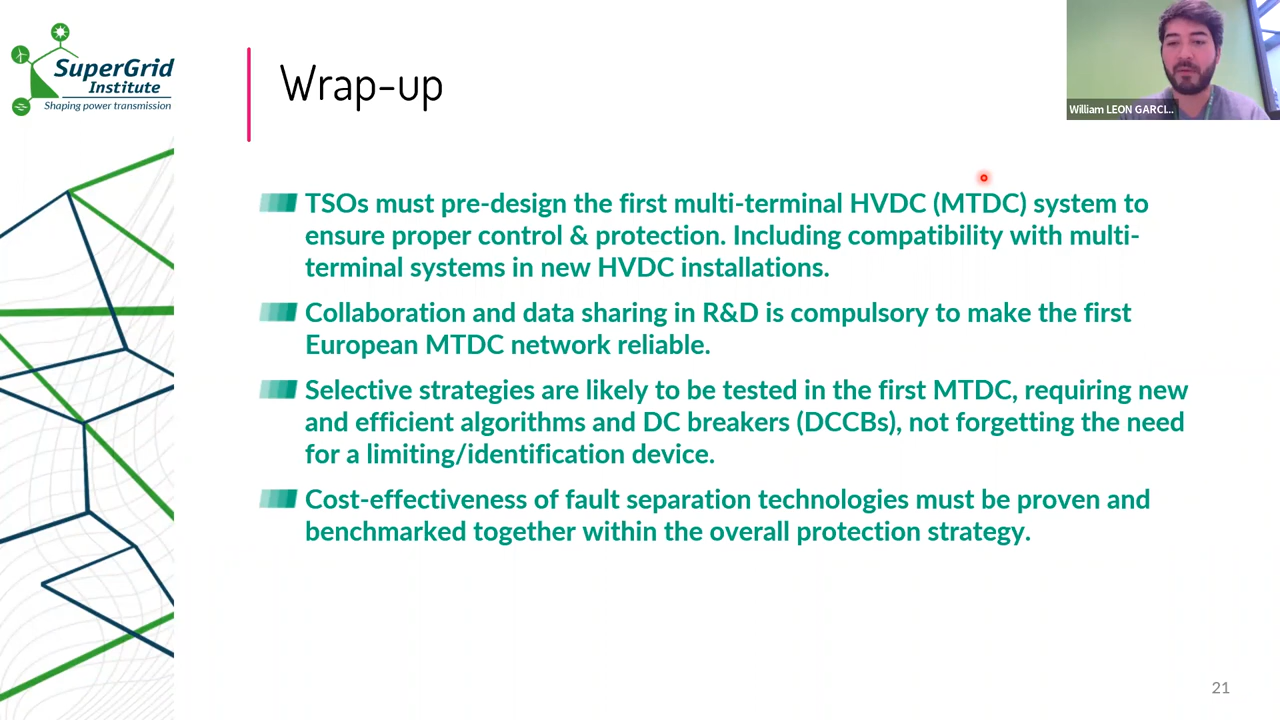 SuperGrid
Institute
Shaping power transmission
Wrap-up
William LEON GARCI...
TSOs must pre-design the first multi-terminal HVDC (MTDC) system to
ensure proper control & protection. Including compatibility with multi-
terminal systems in new HVDC installations.
Collaboration and data sharing in R&D is compulsory to make the first
European MTDC network reliable.
Selective strategies are likely to be tested in the first MTDC, requiring new
and efficient algorithms and DC breakers (DCCBs), not forgetting the need
for a limiting/identification device.
Cost-effectiveness of fault separation technologies must be proven and
benchmarked together within the overall protection strategy.
21